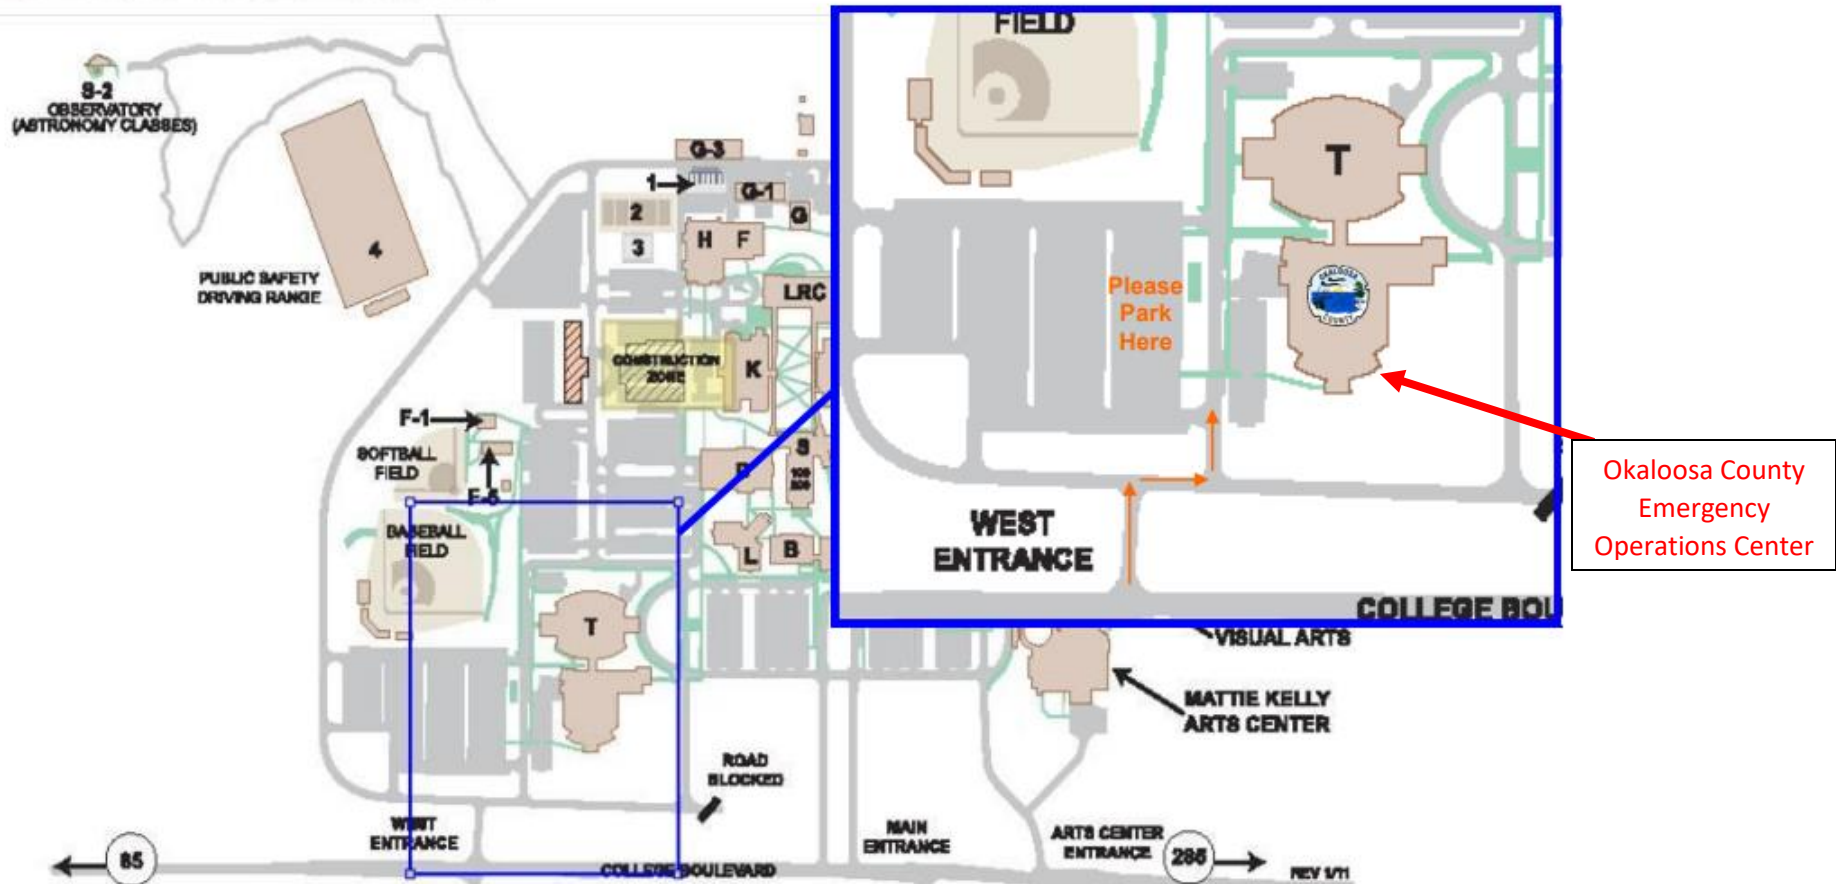 S-2
OBSERVATORY
(ASTRONOMY CLASSES)
4
PUBLIC SAFETY
DRIVING RANGE
G-3
1
G-1
2
G
3
H
F
LRC
CONSTRUCTION
ZONE
K
F-1
SOFTBALL
FIELD
F-5
S
BASEBALL
FIELD
L
B
T
ROAD
BLOCKED
WEST
ENTRANCE
MAIN
ENTRANCE
ARTS CENTER
ENTRANCE
85
COLLEGE BOULEVARD
285
REV 1/11
VISUAL ARTS
MATTIE KELLY
ARTS CENTER
FIELD
T
OKALOOSA
COUNTY
Please
Park
Here
WEST
ENTRANCE
COLLEGE BOU
Okaloosa County
Emergency
Operations Center